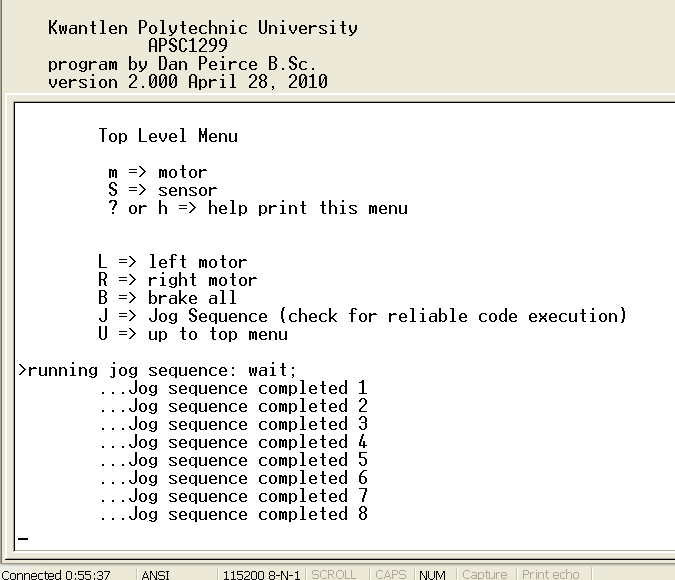 Kwantlen Polytechnic University
APSC1299
program by Dan Peirce B.Sc.
version 2.000 April 28, 2010
Top Level Menu
m => motor
S => sensor
? or h => help print this menu
L => left motor
R => right motor
B => brake all
J => Jog Sequence (check for reliable code execution)
U => up to top menu
>running jog sequence: wait;
...Jog sequence completed 1
...Jog sequence completed 2
...Jog sequence completed 3
...Jog sequence completed 4
...Jog sequence completed 5
...Jog sequence completed 6
...Jog sequence completed 7
...Jog sequence completed 8
_
Connected 0:55:37 ANSI 115200 8-N-1 SCROLL CAPS NUM Capture Print echo